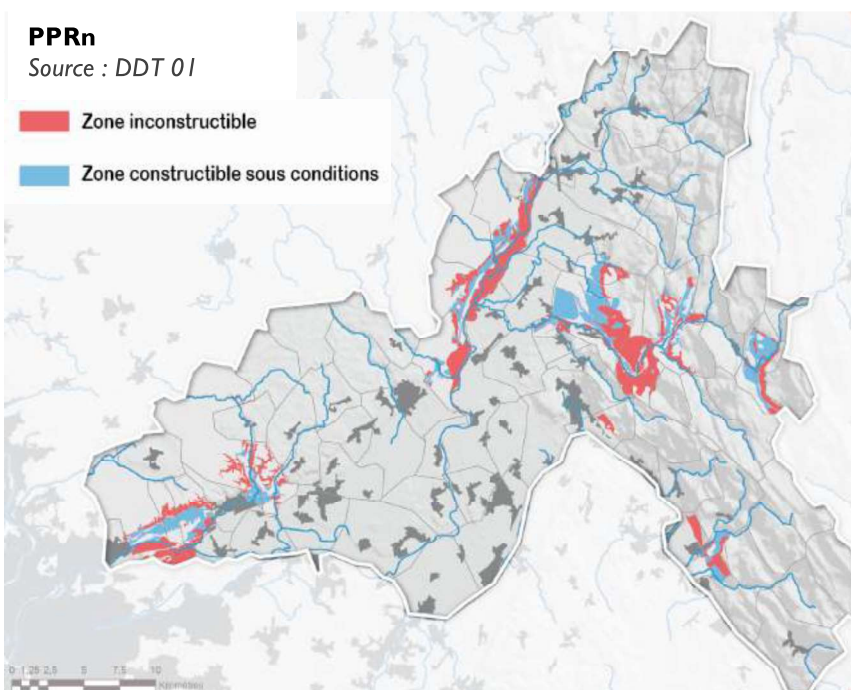 PPRn
Source : DDT 01
Zone inconstructible
Zone constructible sous conditions
0 1,25 2,5 5 7,5 10
Kilomètres